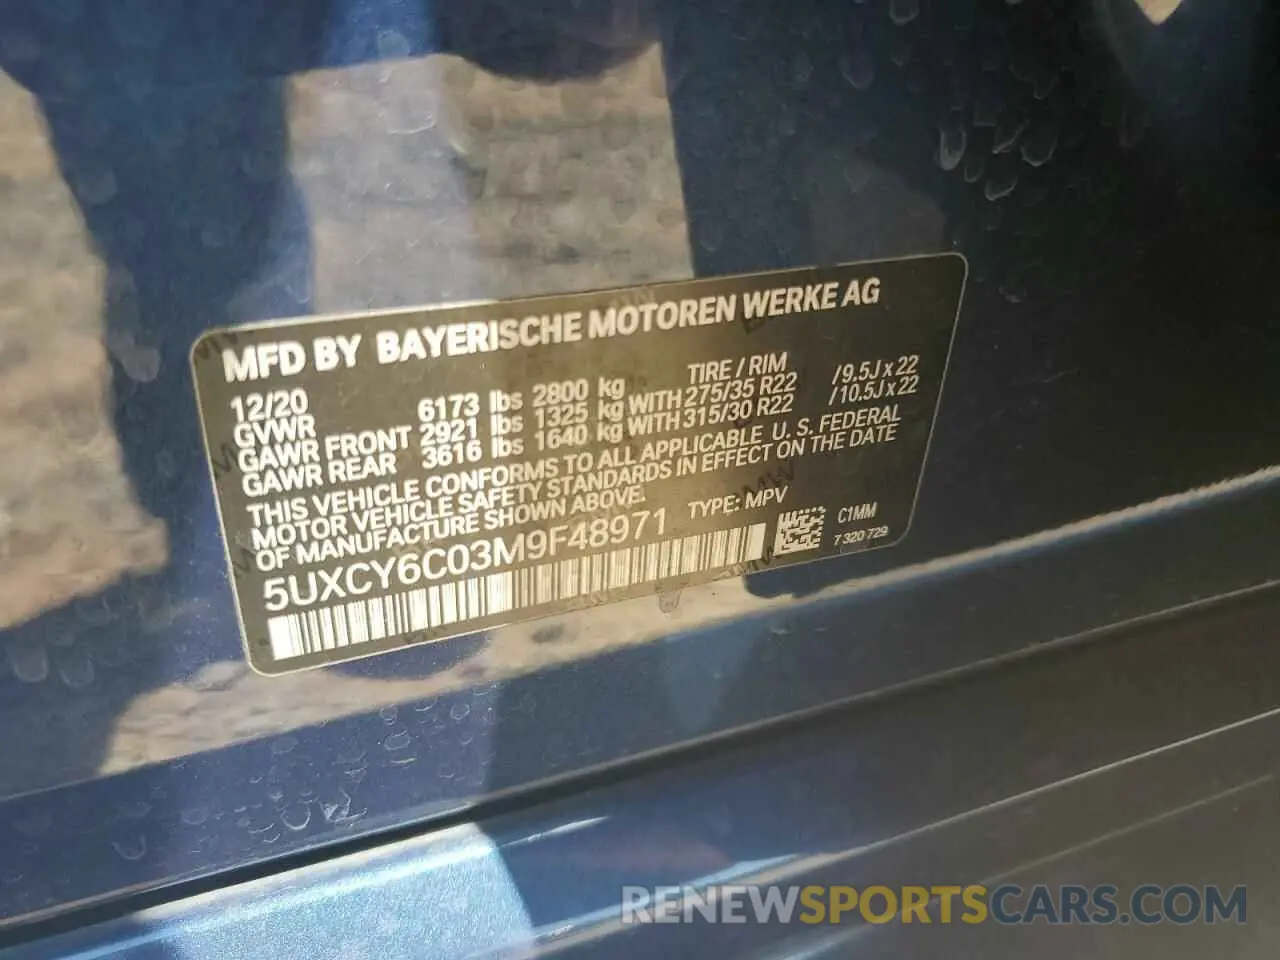 MFD BY BAYERISCHE MOTOREN WERKE AG
12/20 TIRE / RIM
GVWR 6173 lbs 2800 kg
GAWR FRONT 2921 lbs 1325 kg WITH 275/35 R22 /9.5J x 22
GAWR REAR 3616 lbs 1640 kg WITH 315/30 R22 /10.5J x 22
THIS VEHICLE CONFORMS TO ALL APPLICABLE U. S. FEDERAL
MOTOR VEHICLE SAFETY STANDARDS IN EFFECT ON THE DATE
OF MANUFACTURE SHOWN ABOVE.
5UXCY6C03M9F48971 TYPE: MPV
C1MM
7 320 729
RENEWSPORTSCARS.COM